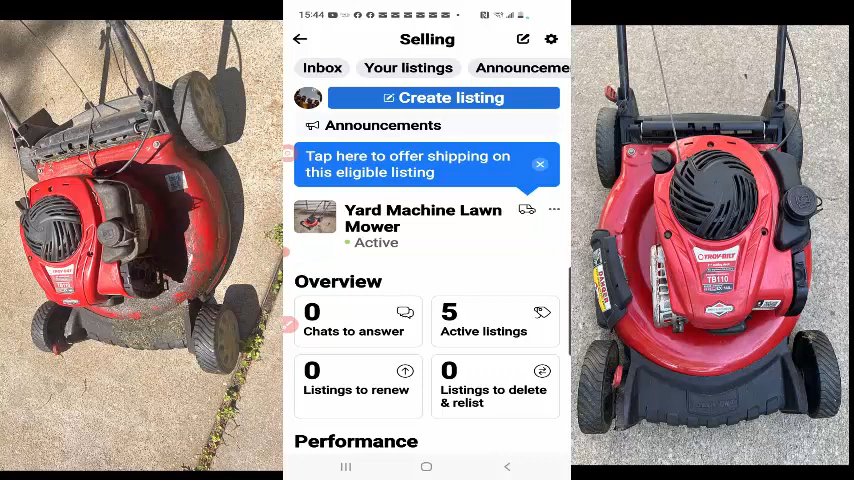 15:44
Selling
Inbox
Your listings
Announceme
Create listing
Announcements
Tap here to offer shipping on
this eligible listing
Yard Machine Lawn
Mower
Active
Overview
0
Chats to answer
5
Active listings
0
Listings to renew
0
Listings to delete
& relist
Performance
TROY-BILT
TB110
DANGER